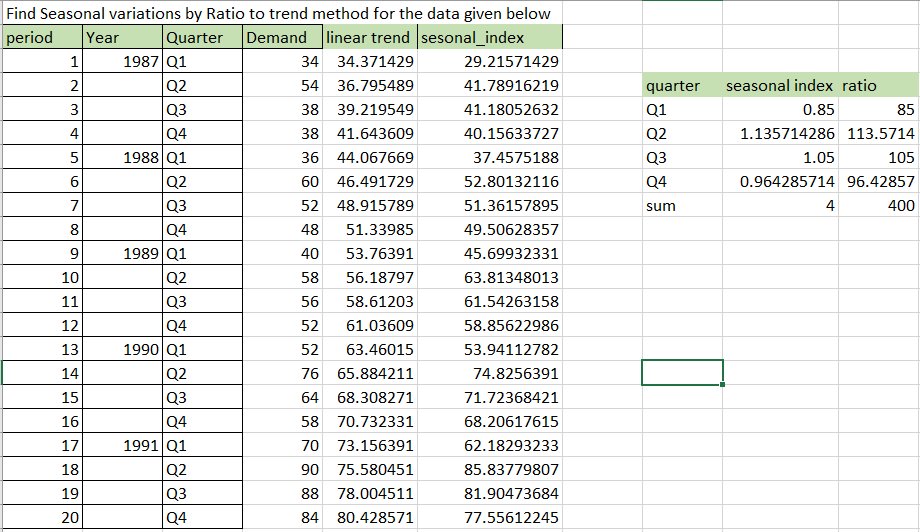 Find Seasonal variations by Ratio to trend method for the data given below
period Year Quarter Demand linear trend sesonal_index
1 1987 Q1 34 34.371429 29.21571429
2 Q2 54 36.795489 41.78916219 quarter seasonal index ratio
3 Q3 38 39.219549 41.18052632 Q1 0.85 85
4 Q4 38 41.643609 40.15633727 Q2 1.135714286 113.5714
5 1988 Q1 36 44.067669 37.4575188 Q3 1.05 105
6 Q2 60 46.491729 52.80132116 Q4 0.964285714 96.42857
7 Q3 52 48.915789 51.36157895 sum 4 400
8 Q4 48 51.33985 49.50628357
9 1989 Q1 40 53.76391 45.69932331
10 Q2 58 56.18797 63.81348013
11 Q3 56 58.61203 61.54263158
12 Q4 52 61.03609 58.85622986
13 1990 Q1 52 63.46015 53.94112782
14 Q2 76 65.884211 74.8256391
15 Q3 64 68.308271 71.72368421
16 Q4 58 70.732331 68.20617615
17 1991 Q1 70 73.156391 62.18293233
18 Q2 90 75.580451 85.83779807
19 Q3 88 78.004511 81.90473684
20 Q4 84 80.428571 77.55612245